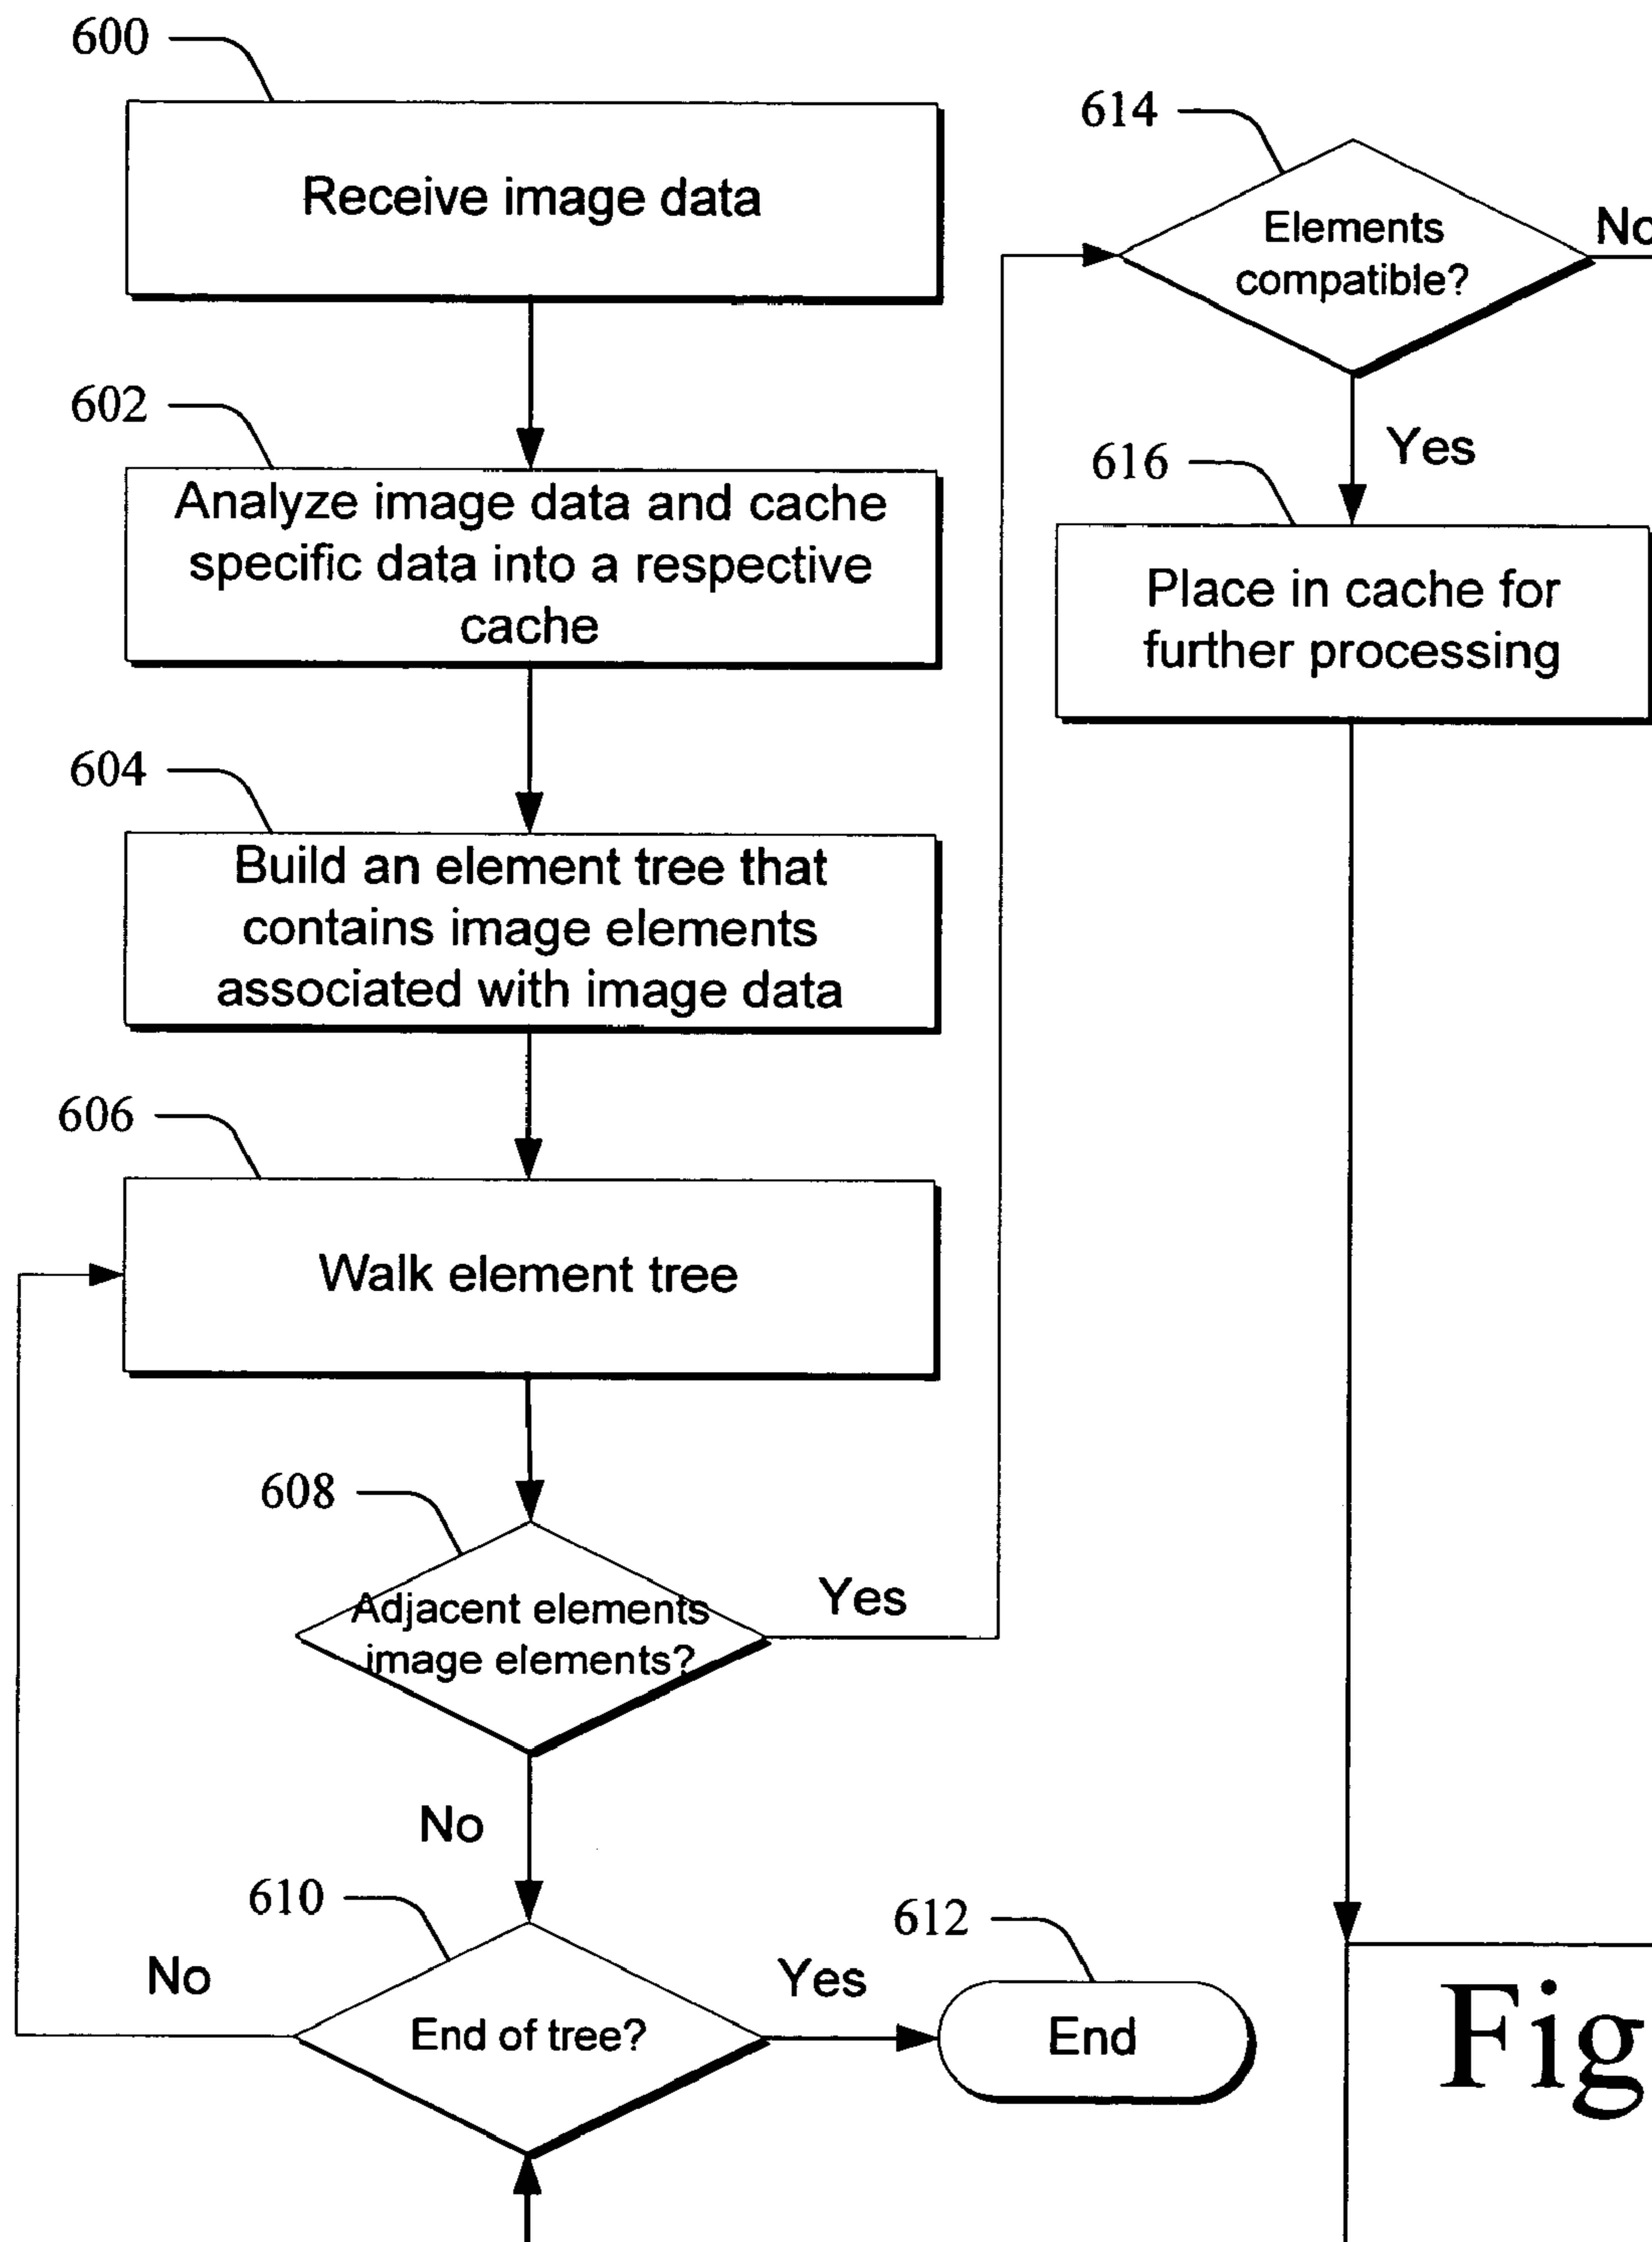 600
Receive image data
602
Analyze image data and cache
specific data into a respective
cache
604
Build an element tree that
contains image elements
associated with image data
606
Walk element tree
608
Adjacent elements
image elements?
Yes
No
610
End of tree?
No
Yes
612
End
614
Elements
compatible?
No
Yes
616
Place in cache for
further processing
Fig